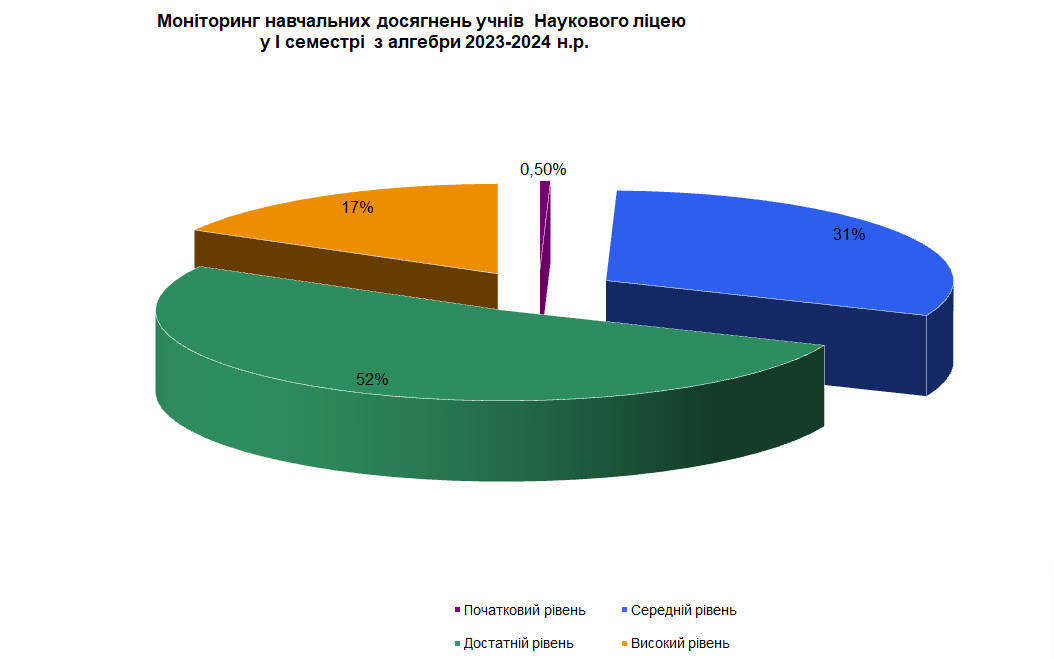 Моніторинг навчальних досягнень учнів  Наукового ліцею
у І семестрі  з алгебри 2023-2024 н.р.
0,50%
17%
31%
52%
Початковий рівень
Середній рівень
Достатній рівень
Високий рівень